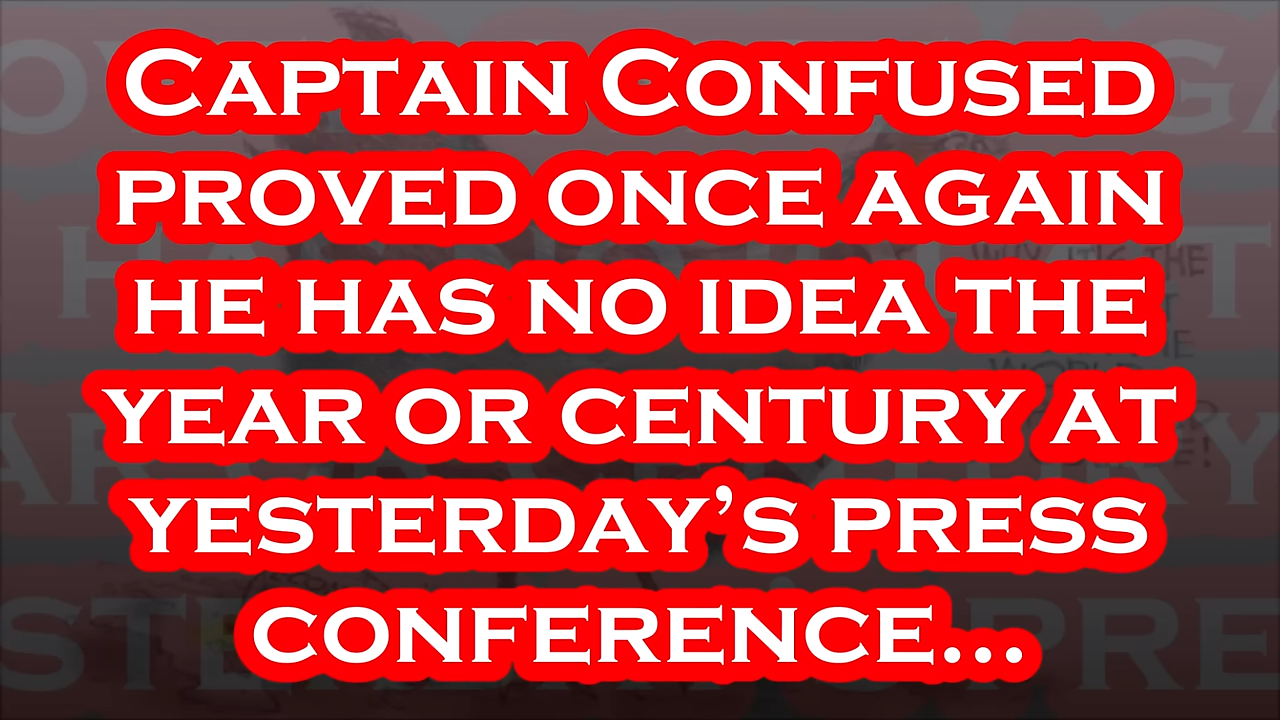 Captain Confused
proved once again
he has no idea the
year or century at
yesterday’s press
conference...